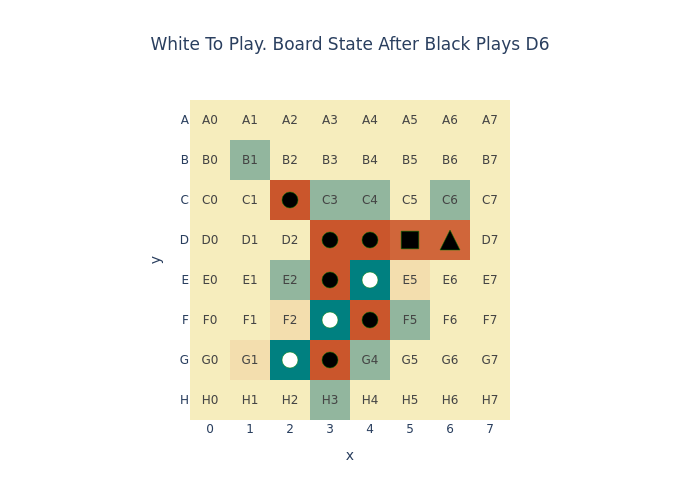 White To Play. Board State After Black Plays D6
A A0 A1 A2 A3 A4 A5 A6 A7
B B0 B1 B2 B3 B4 B5 B6 B7
C C0 C1 C3 C4 C5 C6 C7
D D0 D1 D2 D7
y
E E0 E1 E2 E5 E6 E7
F F0 F1 F2 F5 F6 F7
G G0 G1 G4 G5 G6 G7
H H0 H1 H2 H3 H4 H5 H6 H7
0 1 2 3 4 5 6 7
x